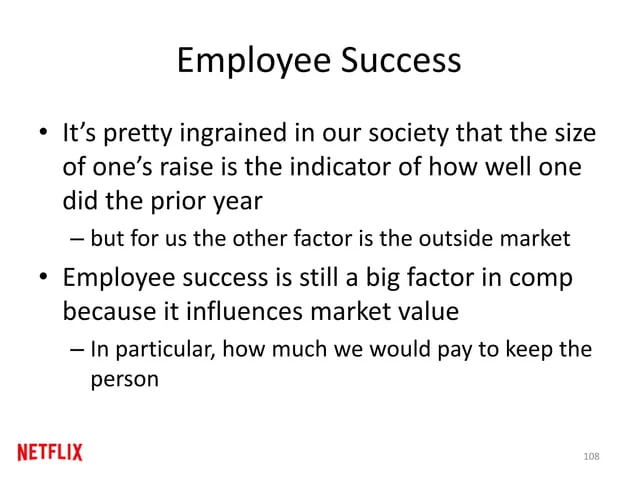 Employee Success
• It’s pretty ingrained in our society that the size
of one’s raise is the indicator of how well one
did the prior year
– but for us the other factor is the outside market
• Employee success is still a big factor in comp
because it influences market value
– In particular, how much we would pay to keep the
person
NETFLIX
108